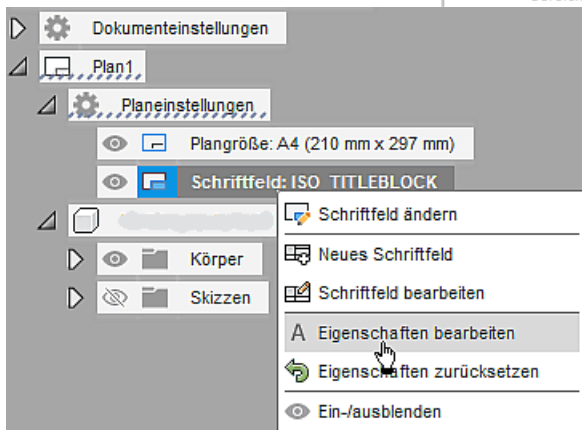 Dokumenteinstellungen
Plan1
Planeinstellungen
Plangröße: A4 (210 mm x 297 mm)
Schriftfeld: ISO_TITLEBLOCK
Schriftfeld ändern
Neues Schriftfeld
Körper
Schriftfeld bearbeiten
Skizzen
A Eigenschaften bearbeiten
Eigenschaften zurücksetzen
Ein-/ausblenden